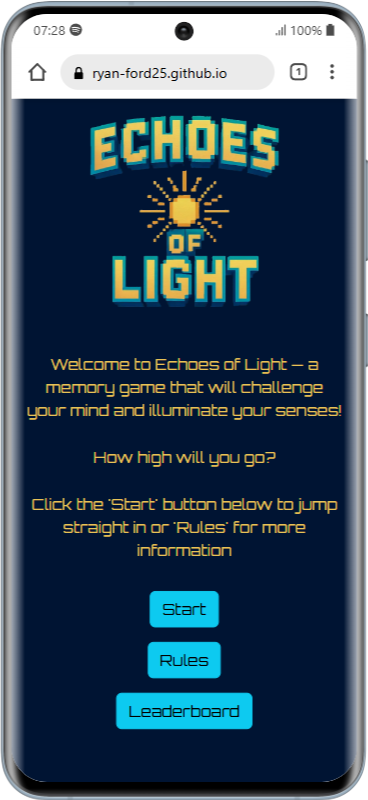 07:28 100%
ryan-ford25.github.io 1
ECHOES
OF
LIGHT
Welcome to Echoes of Light – a
memory game that will challenge
your mind and illuminate your senses!
How high will you go?
Click the 'Start' button below to jump
straight in or 'Rules' for more
information
Start
Rules
Leaderboard